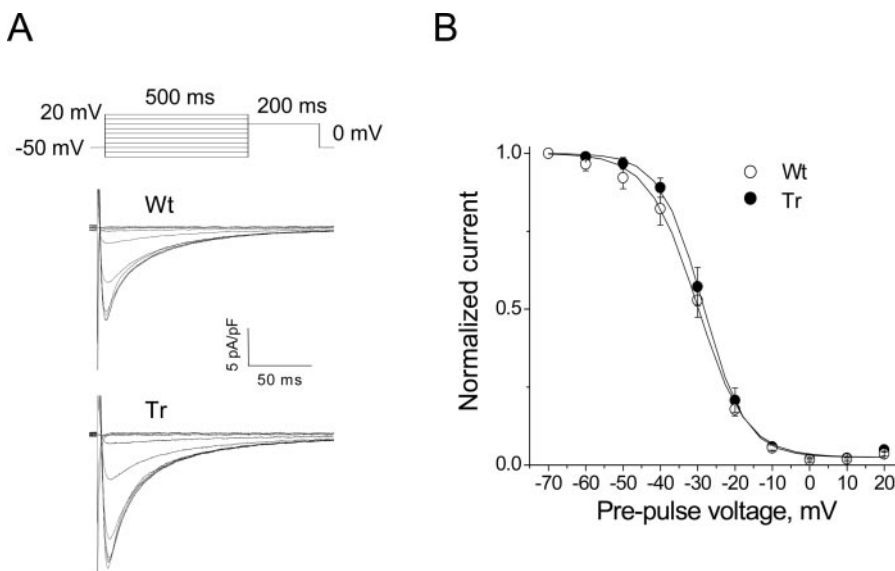 A
500 ms
200 ms
20 mV
0 mV
-50 mV
Wt
5 pA/pF
50 ms
Tr
B
1.0
0.5
0.0
Normalized current
Wt
Tr
-70 -60 -50 -40 -30 -20 -10 0 10 20
Pre-pulse voltage, mV